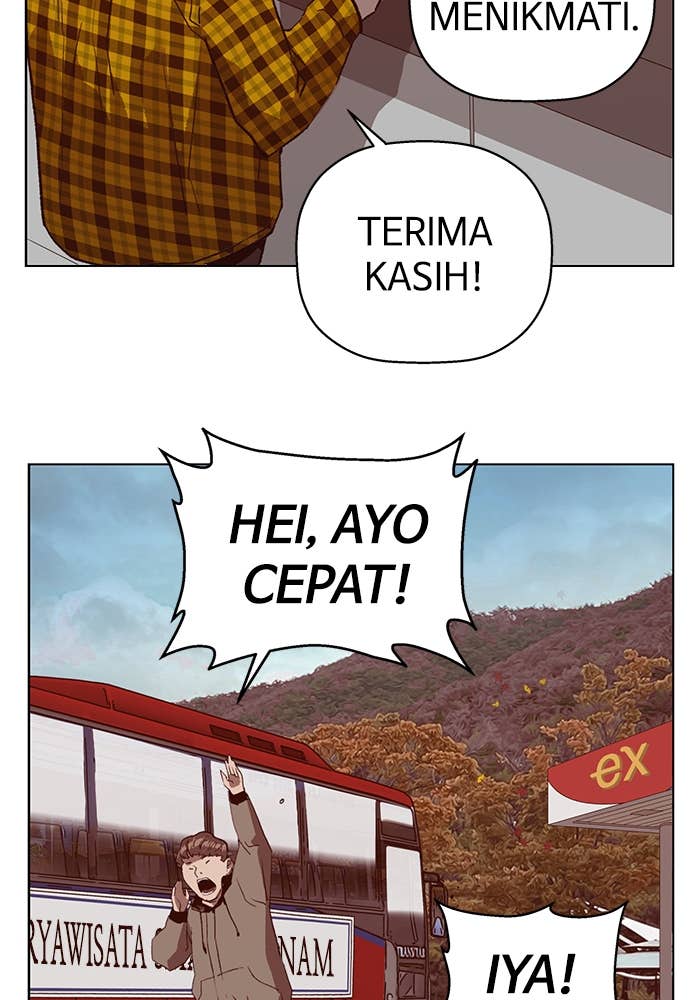 MENIKMATI.
TERIMA
KASIH!
HEI, AYO
CEPAT!
ex
RYAWISATA
NAM
IYA!